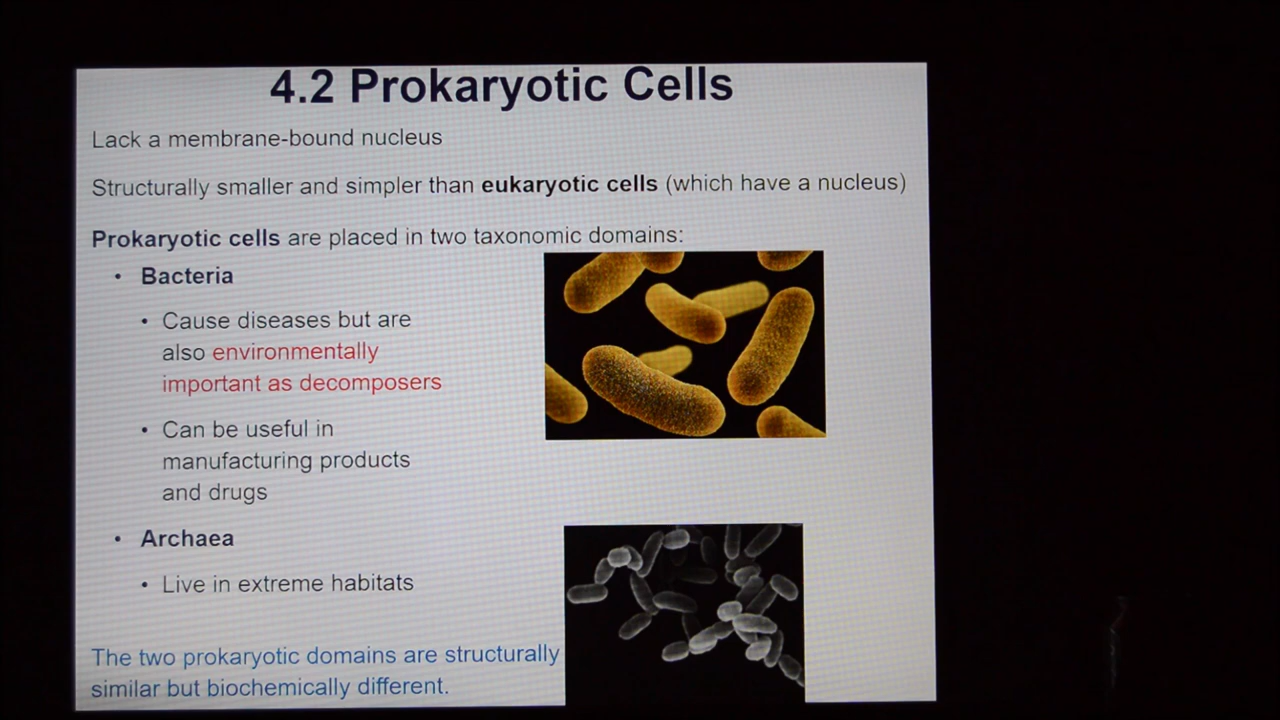 4.2 Prokaryotic Cells
Lack a membrane-bound nucleus
Structurally smaller and simpler than eukaryotic cells (which have a nucleus)
Prokaryotic cells are placed in two taxonomic domains:
• Bacteria
• Cause diseases but are
also environmentally
important as decomposers
• Can be useful in
manufacturing products
and drugs
• Archaea
• Live in extreme habitats
The two prokaryotic domains are structurally
similar but biochemically different.